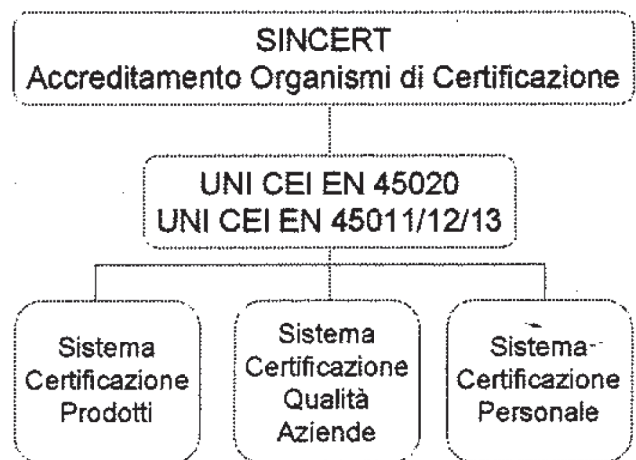 SINCERT
Accreditamento Organismi di Certificazione
UNI CEI EN 45020
UNI CEI EN 45011/12/13
Sistema
Certificazione
Prodotti
Sistema
Certificazione
Qualità
Aziende
Sistema
Certificazione
Personale